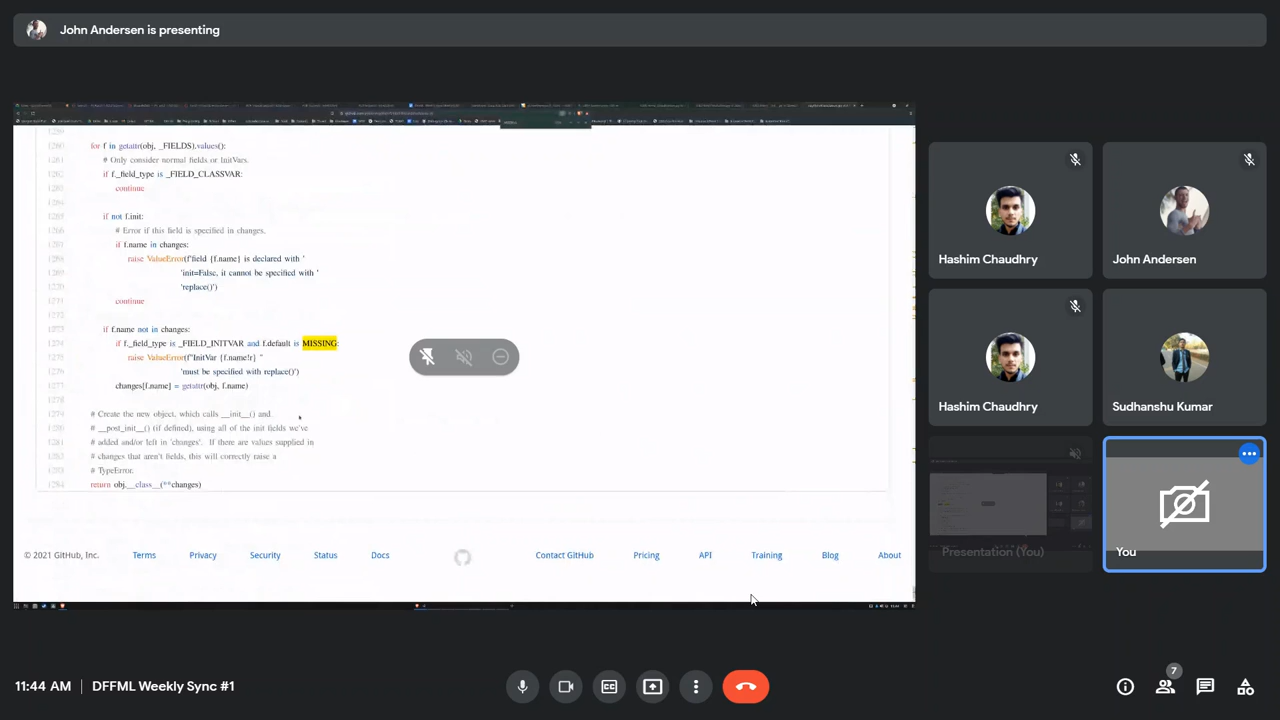 John Andersen is presenting
for f in getattr(obj, _FIELDS).values():
# Only consider normal fields or InitVars.
if f._field_type is _FIELD_CLASSVAR:
continue
if not f.init:
# Error if this field is specified in changes.
if f.name in changes:
raise ValueError(f'field {f.name} is declared with '
'init=False, it cannot be specified with '
'replace()')
continue
if f.name not in changes:
if f._field_type is _FIELD_INITVAR and f.default is MISSING:
raise ValueError(f"InitVar {f.name!r} "
'must be specified with replace()')
changes[f.name] = getattr(obj, f.name)
# Create the new object, which calls __init__() and
# __post_init__() (if defined), using all of the init fields we've
# added and/or left in 'changes'. If there are values supplied in
# changes that aren't fields, this will correctly raise a
# TypeError.
return obj.__class__(**changes)
© 2021 GitHub, Inc. Terms Privacy Security Status Docs Contact GitHub Pricing API Training Blog About
Hashim Chaudhry
John Andersen
Hashim Chaudhry
Sudhanshu Kumar
Presentation (You)
You
11:44 AM | DFFML Weekly Sync #1
7